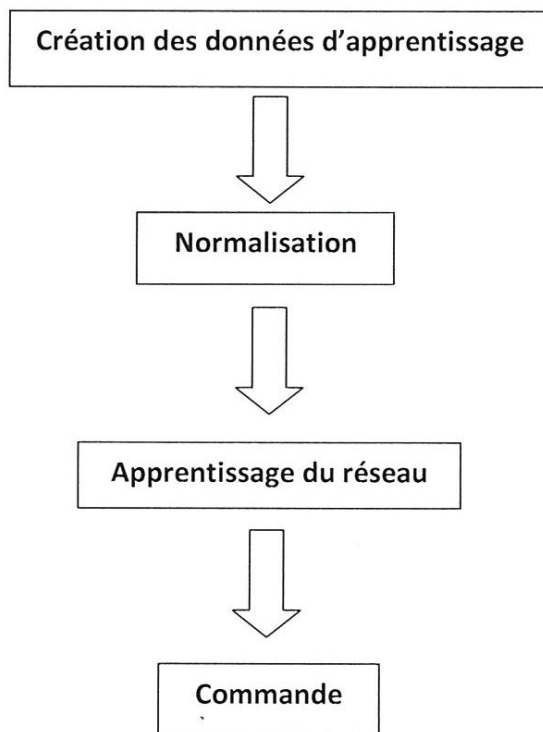 Création des données d'apprentissage
Normalisation
Apprentissage du réseau
Commande